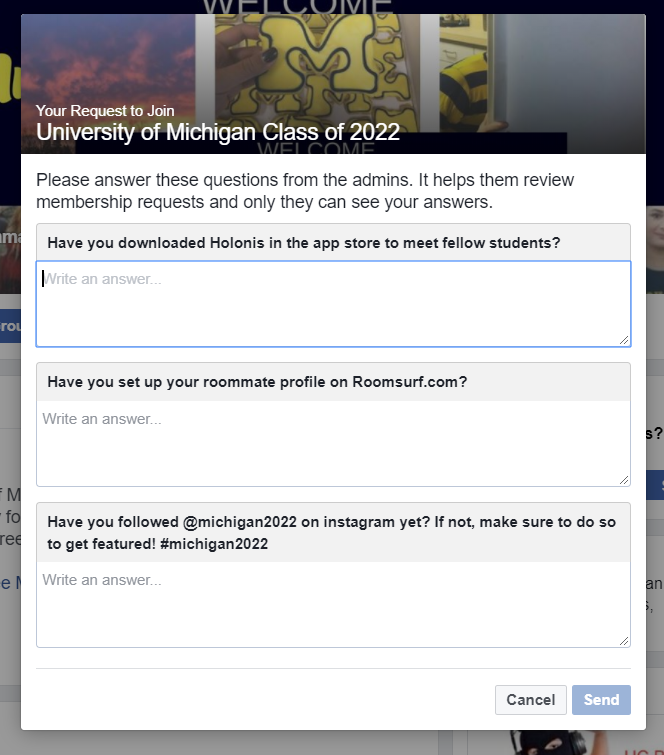 WELCOME
M
WELCOME
Your Request to Join
University of Michigan Class of 2022
Please answer these questions from the admins. It helps them review
membership requests and only they can see your answers.
Have you downloaded Holonis in the app store to meet fellow students?
Write an answer...
Have you set up your roommate profile on Roomsurf.com?
Write an answer...
s?
Have you followed @michigan2022 on instagram yet? If not, make sure to do so
to get featured! #michigan2022
Write an answer...
Cancel
Send